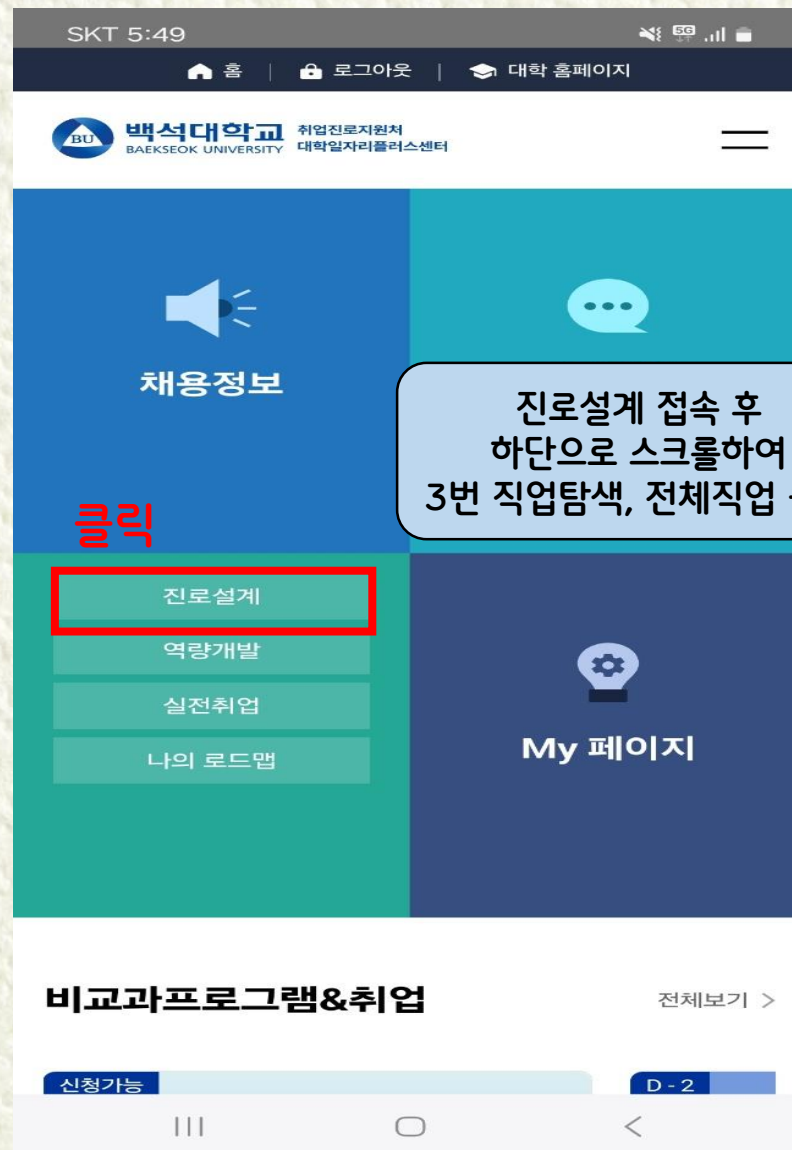 SKT 5:49
5G
홈 | 로그아웃 | 대학 홈페이지
BU
백석대학교
BAEKSEOK UNIVERSITY
취업진로지원처
대학일자리플러스센터
채용정보
진로설계 접속 후
하단으로 스크롤하여
3번 직업탐색, 전체직업
클릭
진로설계
역량개발
실전취업
나의 로드맵
My 페이지
비교과프로그램&취업
전체보기 >
신청가능
D - 2